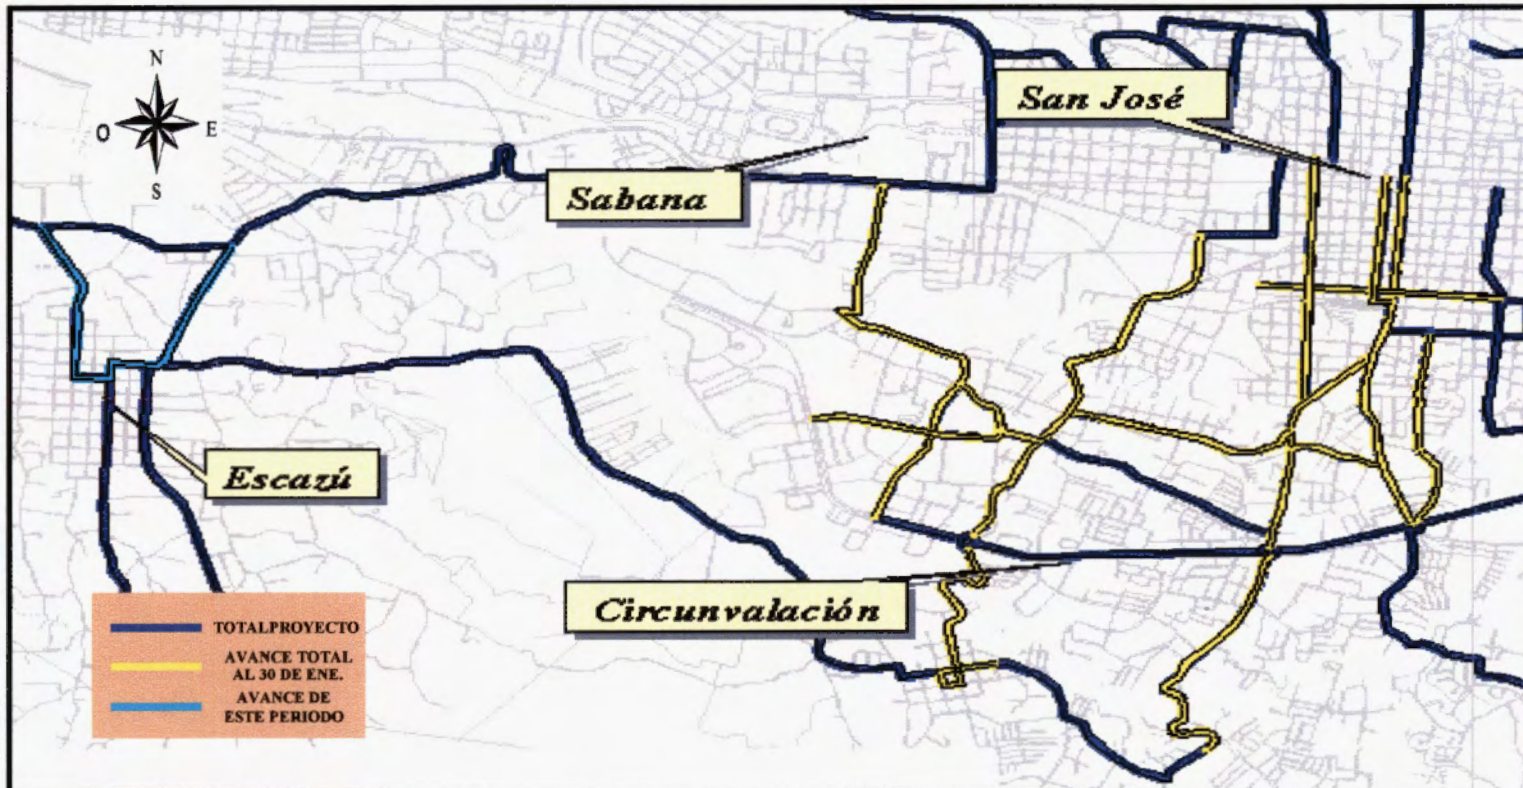 N
O
E
S
San José
Sabana
Escazú
Circunvalación
TOTALPROYECTO
AVANCE TOTAL
AL 30 DE ENE.
AVANCE DE
ESTE PERIODO